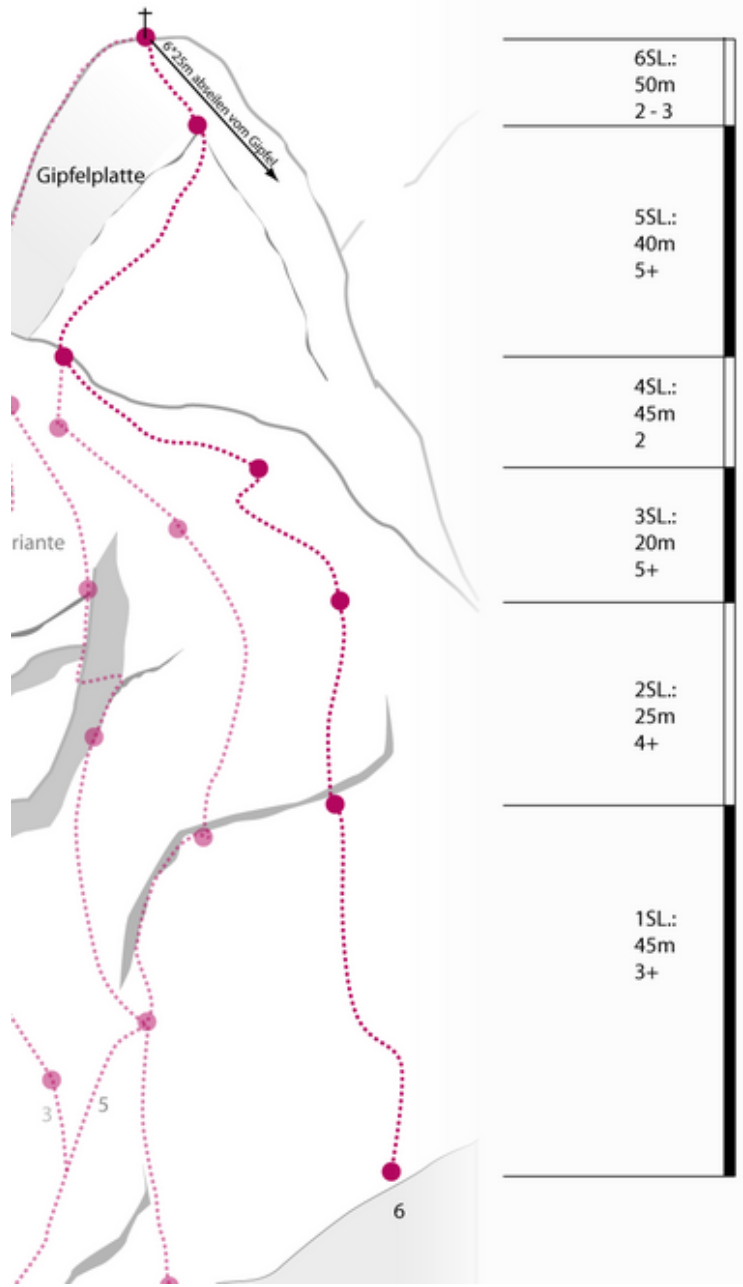 6*25m abseilen vom Gipfel
Gipfelplatte
riante
3
5
6
6SL.:
50m
2 - 3
5SL.:
40m
5+
4SL.:
45m
2
3SL.:
20m
5+
2SL.:
25m
4+
1SL.:
45m
3+